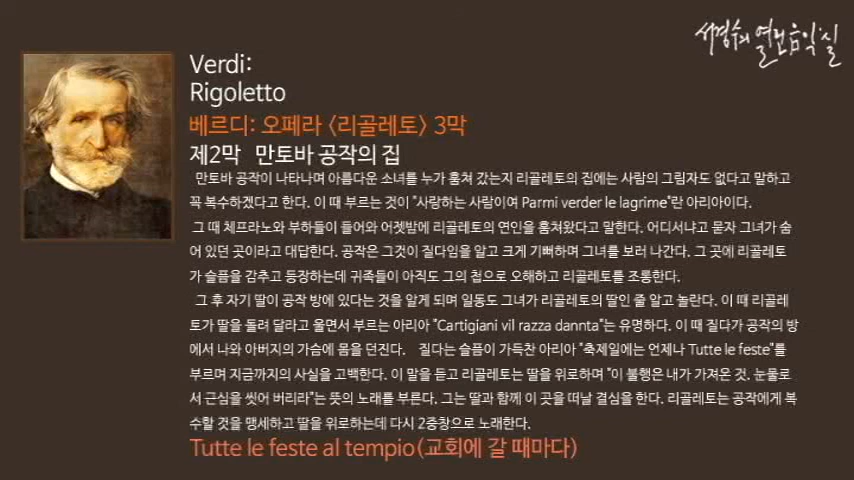 서경수의 열린음악실
Verdi:
Rigoletto
베르디: 오페라 〈리골레토〉 3막
제2막 만토바 공작의 집
만토바 공작이 나타나며 아름다운 소녀를 누가 훔쳐 갔는지 리골레토의 집에는 사람의 그림자도 없다고 말하고
꼭 복수하겠다고 한다. 이 때 부르는 것이 "사랑하는 사람이여 Parmi verder le lagrime"란 아리아이다.
그 때 체프라노와 부하들이 들어와 어젯밤에 리골레토의 연인을 훔쳐왔다고 말한다. 어디서냐고 묻자 그녀가 숨
어 있던 곳이라고 대답한다. 공작은 그것이 질다임을 알고 크게 기뻐하며 그녀를 보러 나간다. 그 곳에 리골레토
가 슬픔을 감추고 등장하는데 귀족들이 아직도 그의 첩으로 오해하고 리골레토를 조롱한다.
그 후 자기 딸이 공작 방에 있다는 것을 알게 되며 일동도 그녀가 리골레토의 딸인 줄 알고 놀란다. 이 때 리골레
토가 딸을 돌려 달라고 울면서 부르는 아리아 "Cartigiani vil razza dannta"는 유명하다. 이 때 질다가 공작의 방
에서 나와 아버지의 가슴에 몸을 던진다. 질다는 슬픔이 가득찬 아리아 "축제일에는 언제나 Tutte le feste"를
부르며 지금까지의 사실을 고백한다. 이 말을 듣고 리골레토는 딸을 위로하며 "이 불행은 내가 가져온 것. 눈물로
서 근심을 씻어 버리라"는 뜻의 노래를 부른다. 그는 딸과 함께 이 곳을 떠날 결심을 한다. 리골레토는 공작에게 복
수할 것을 맹세하고 딸을 위로하는데 다시 2중창으로 노래한다.
Tutte le feste al tempio(교회에 갈 때마다)